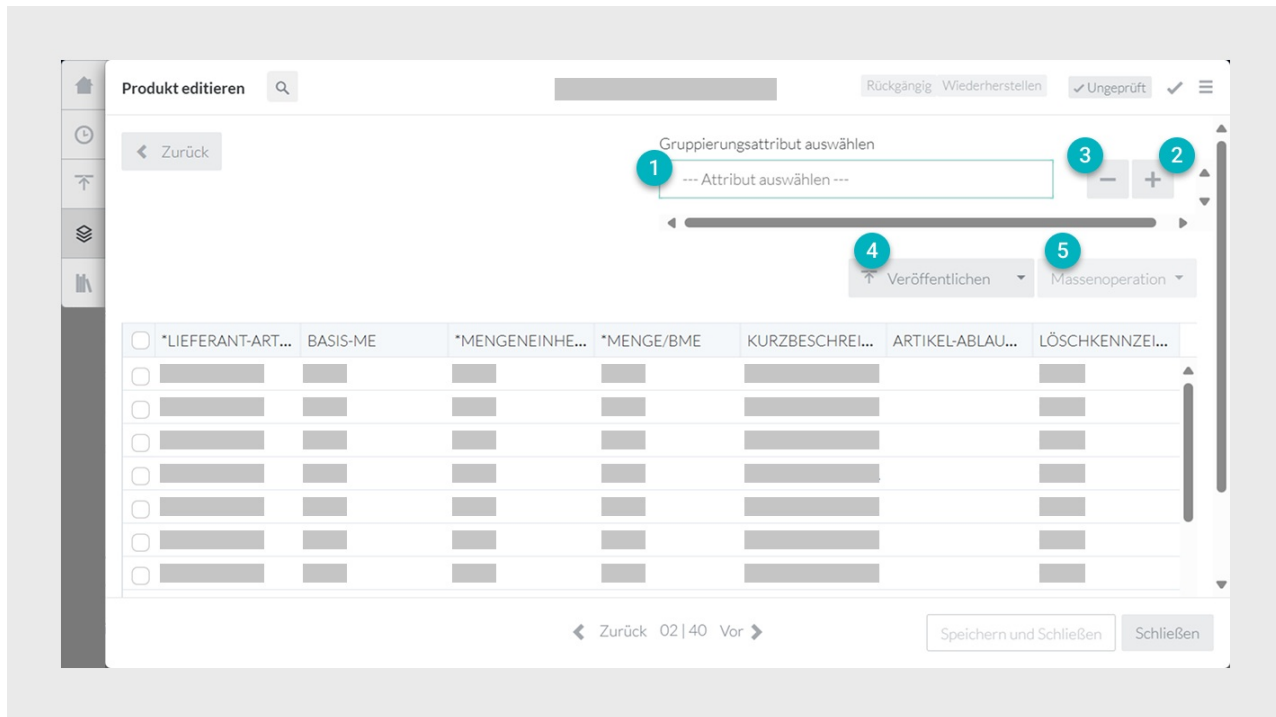 Produkt editieren
Rückgängig Wiederherstellen
Ungeprüft
Zurück
Gruppierungsattribut auswählen
1
--- Attribut auswählen ---
3
2
4
Veröffentlichen
5
Massenoperation
*LIEFERANT-ART... BASIS-ME *MENGENEINHE... *MENGE/BME KURZBESCHREI... ARTIKEL-ABLAU... LÖSCHKENNZEI...
Zurück 02|40 Vor
Speichern und Schließen
Schließen